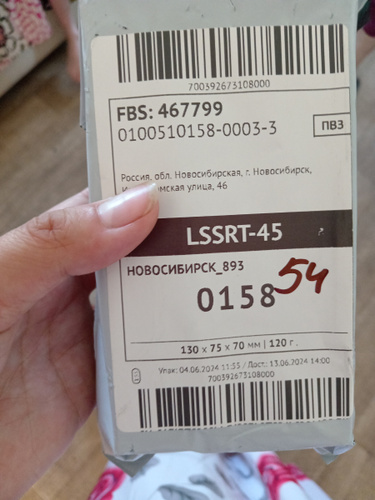 700392673108000
FBS: 467799
0100510158-0003-3
ПВЗ
Россия, обл. Новосибирская, г. Новосибирск,
улица, 46
LSSRT-45
НОВОСИБИРСК_893
0158
54
130 x 75 x 70 мм | 120 г.
Упак: 04.06.2024 11:55 / Дост: 13.06.2024 14:00
700392673108000